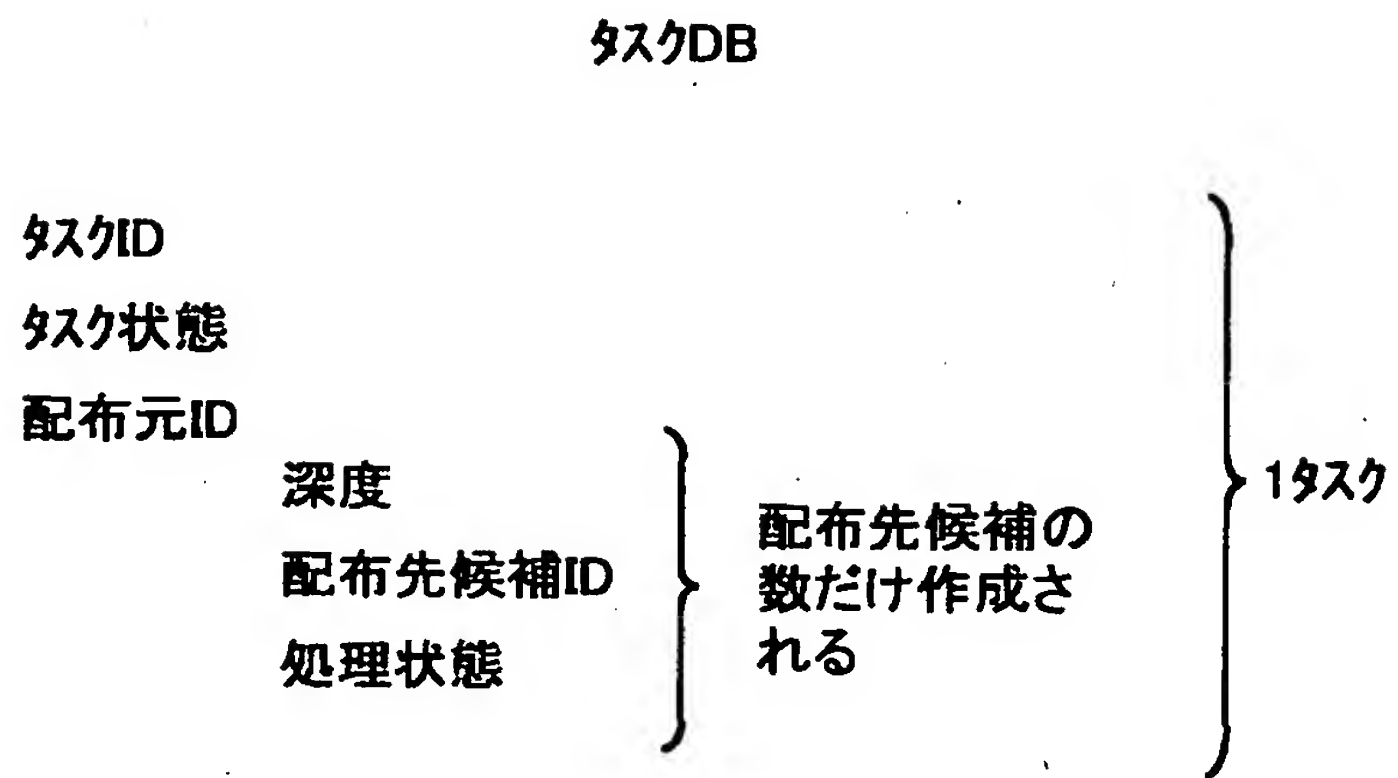 タスクDB
タスクID
タスク状態
配布元ID
深度
配布先候補ID
処理状態
配布先候補の
数だけ作成さ
れる
1タスク